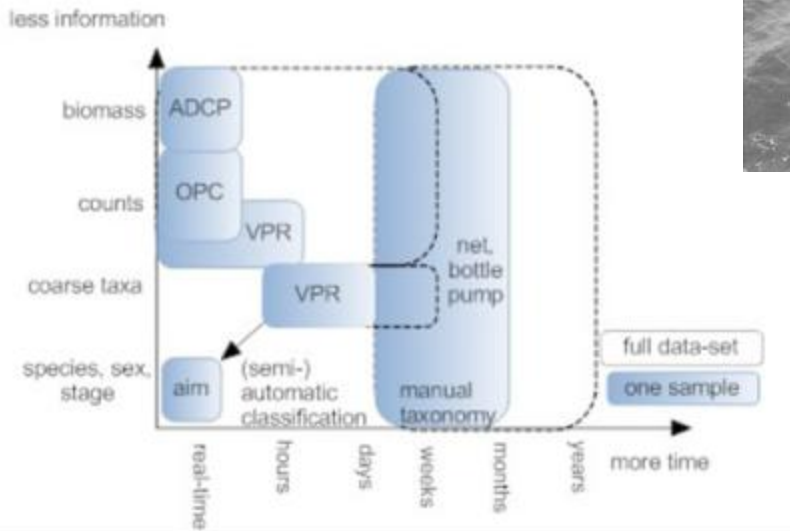 less information
biomass
ADCP
counts
OPC
VPR
coarse taxa
VPR
net,
bottle
pump
species, sex,
stage
aim
(semi-)
automatic
classification
manual
taxonomy
full data-set
one sample
real-time
hours
days
weeks
months
years
more time